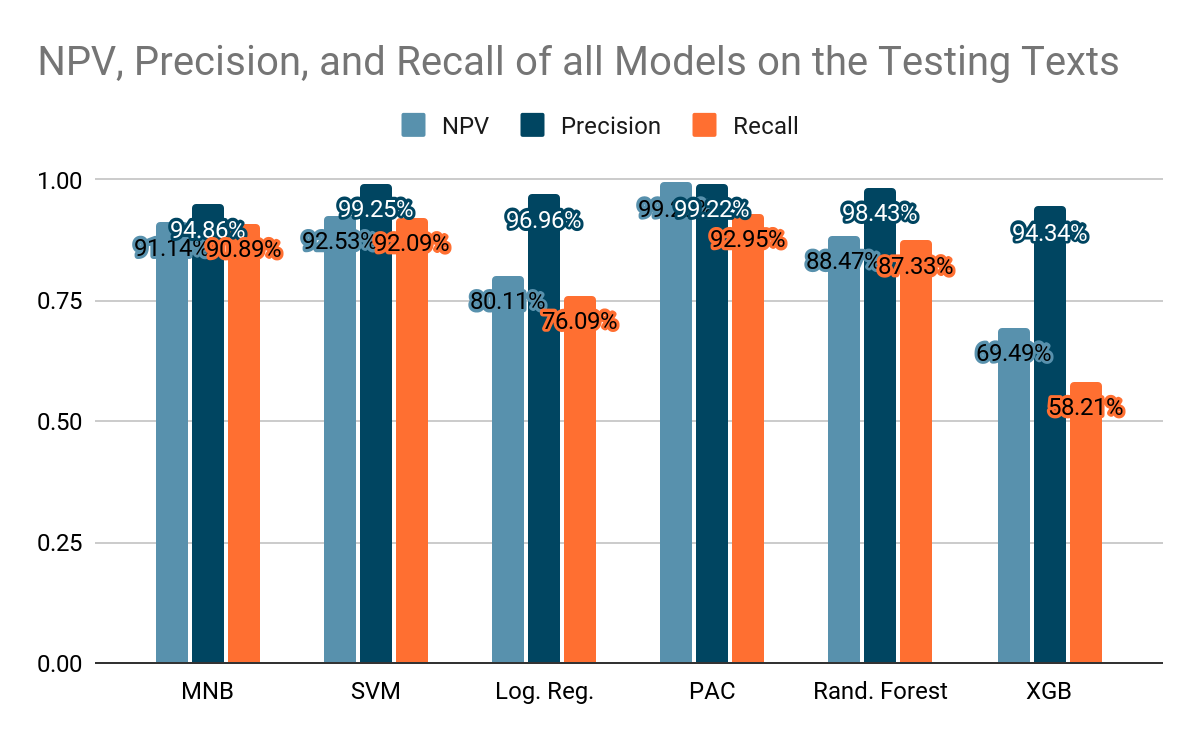 NPV, Precision, and Recall of all Models on the Testing Texts
NPV Precision Recall
1.00
0.75
0.50
0.25
0.00
91.14% 94.86% 90.89%
92.53% 99.25% 92.09%
80.11% 96.96% 76.09%
99.22% 92.95%
88.47% 98.43% 87.33%
69.49% 94.34% 58.21%
MNB SVM Log. Reg. PAC Rand. Forest XGB